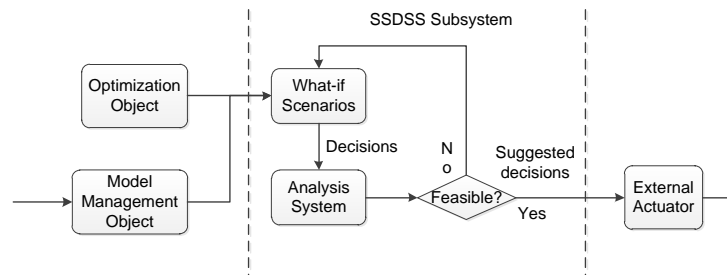 SSDSS Subsystem
Optimization
Object
What-if
Scenarios
Decisions
N
o
Suggested
decisions
Model
Management
Object
Analysis
System
Feasible?
Yes
External
Actuator